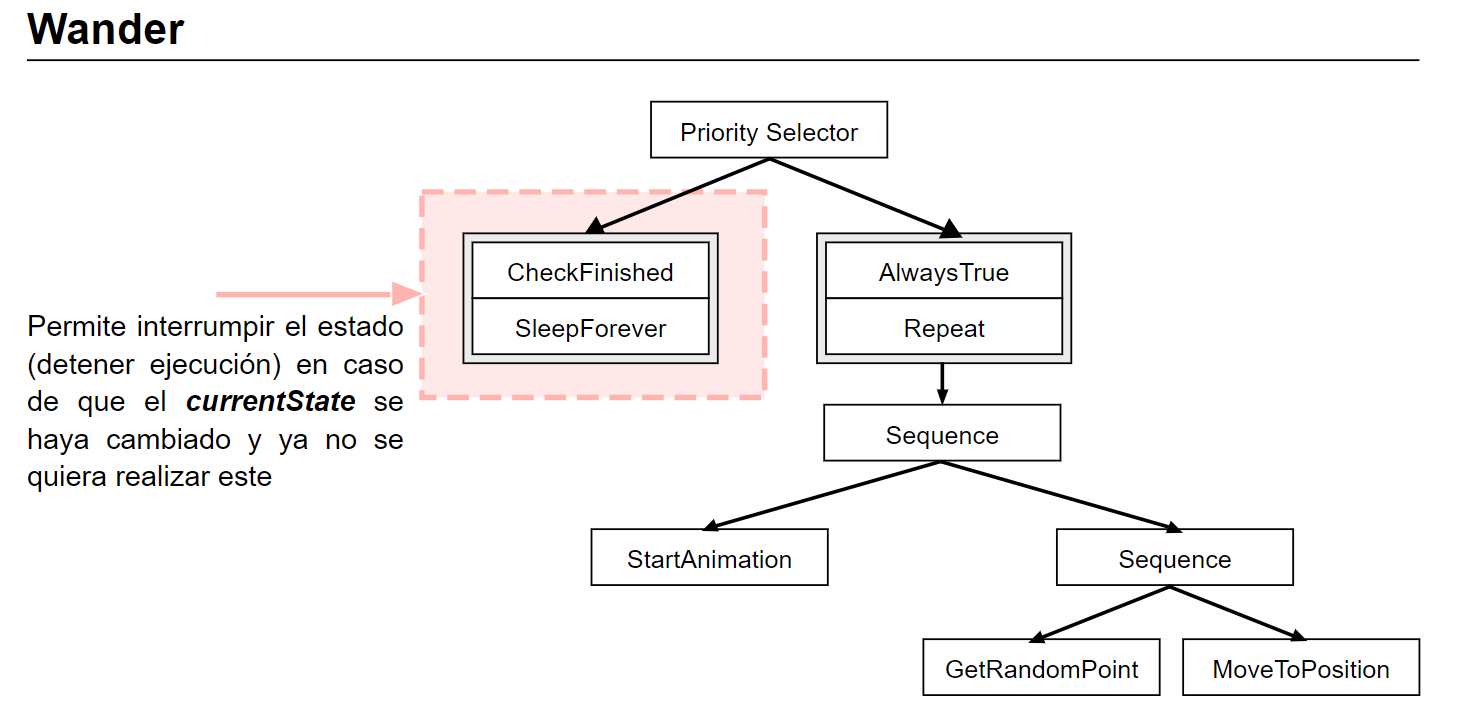 Wander
Priority Selector
CheckFinished
SleepForever
AlwaysTrue
Repeat
Permite interrumpir el estado
(detener ejecución) en caso
de que el currentState se
haya cambiado y ya no se
quiera realizar este
Sequence
StartAnimation
Sequence
GetRandomPoint
MoveToPosition